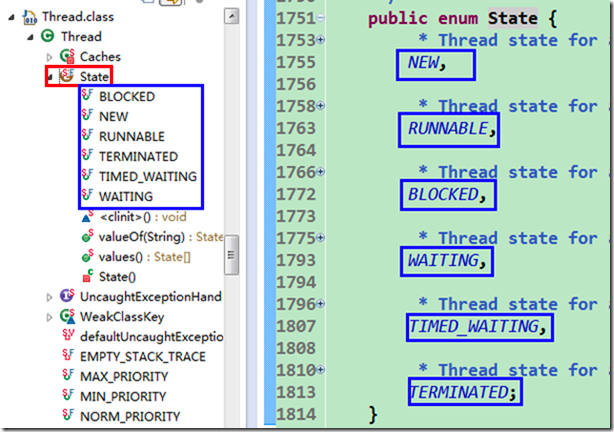 Thread.class
Thread
Caches
State
BLOCKED
NEW
RUNNABLE
TERMINATED
TIMED_WAITING
WAITING
<clinit>() : void
valueOf(String) : State
values() : State[]
State()
UncaughtExceptionHand
WeakClassKey
defaultUncaughtExceptio
EMPTY_STACK_TRACE
MAX_PRIORITY
MIN_PRIORITY
NORM_PRIORITY
1751 public enum State {
1753 * Thread state for a
1755 NEW,
1756
1758 * Thread state for a
1763 RUNNABLE,
1764
1766 * Thread state for a
1772 BLOCKED,
1773
1775 * Thread state for a
1793 WAITING,
1794
1796 * Thread state for a
1807 TIMED_WAITING,
1808
1810 * Thread state for a
1813 TERMINATED;
1814 }